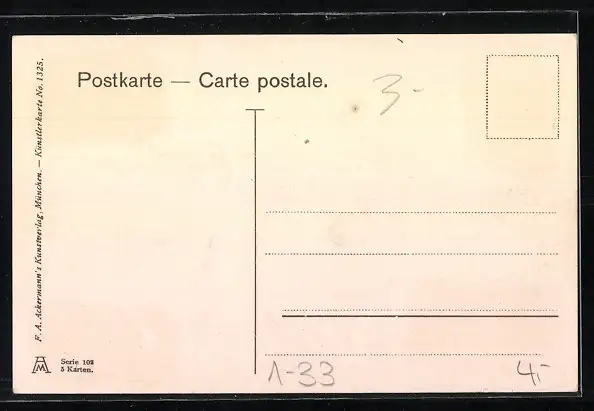 Postkarte — Carte postale.
3-
F. A. Ackermann's Kunstverlag, München. — Künstlerkarte No. 1325.
Serie 102
5 Karten.
1-33
4,-